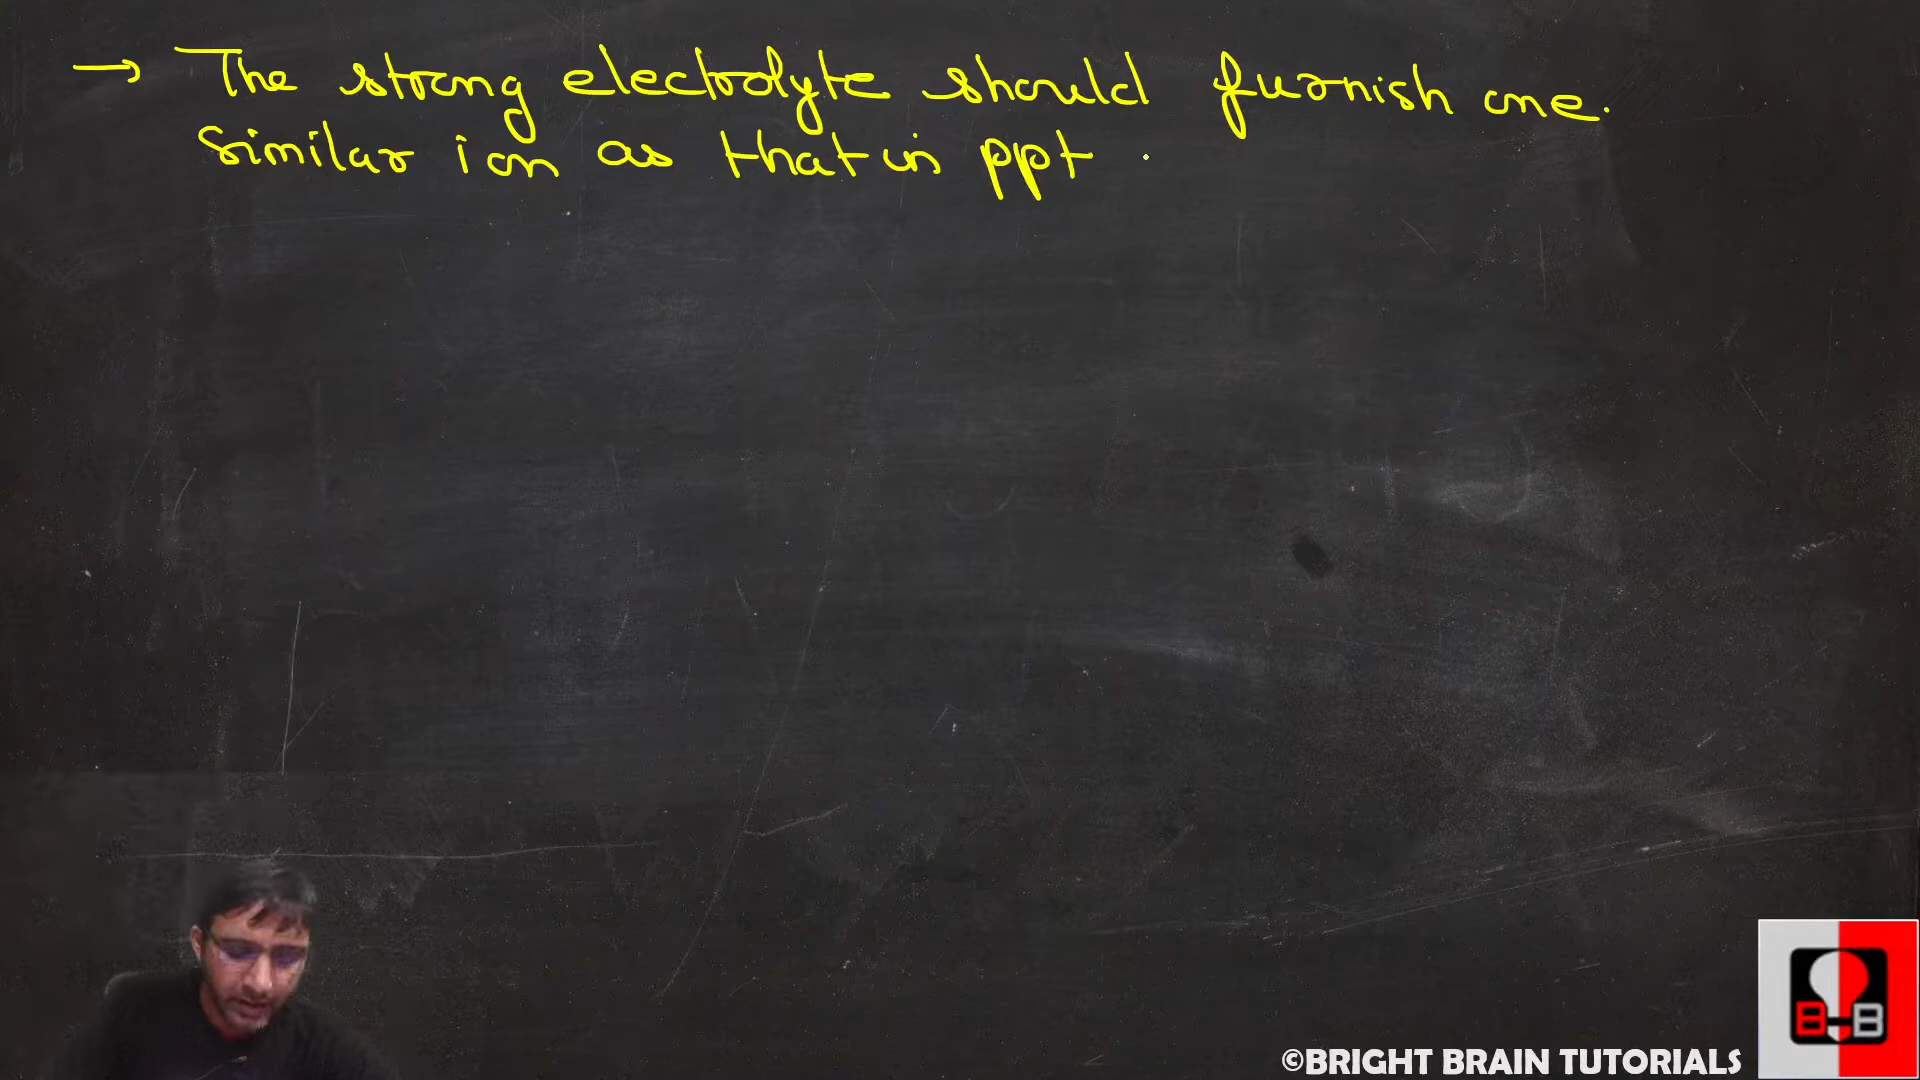 → The strong electrolyte should furnish one.
similar ion as that in ppt .
©BRIGHT BRAIN TUTORIALS
B B